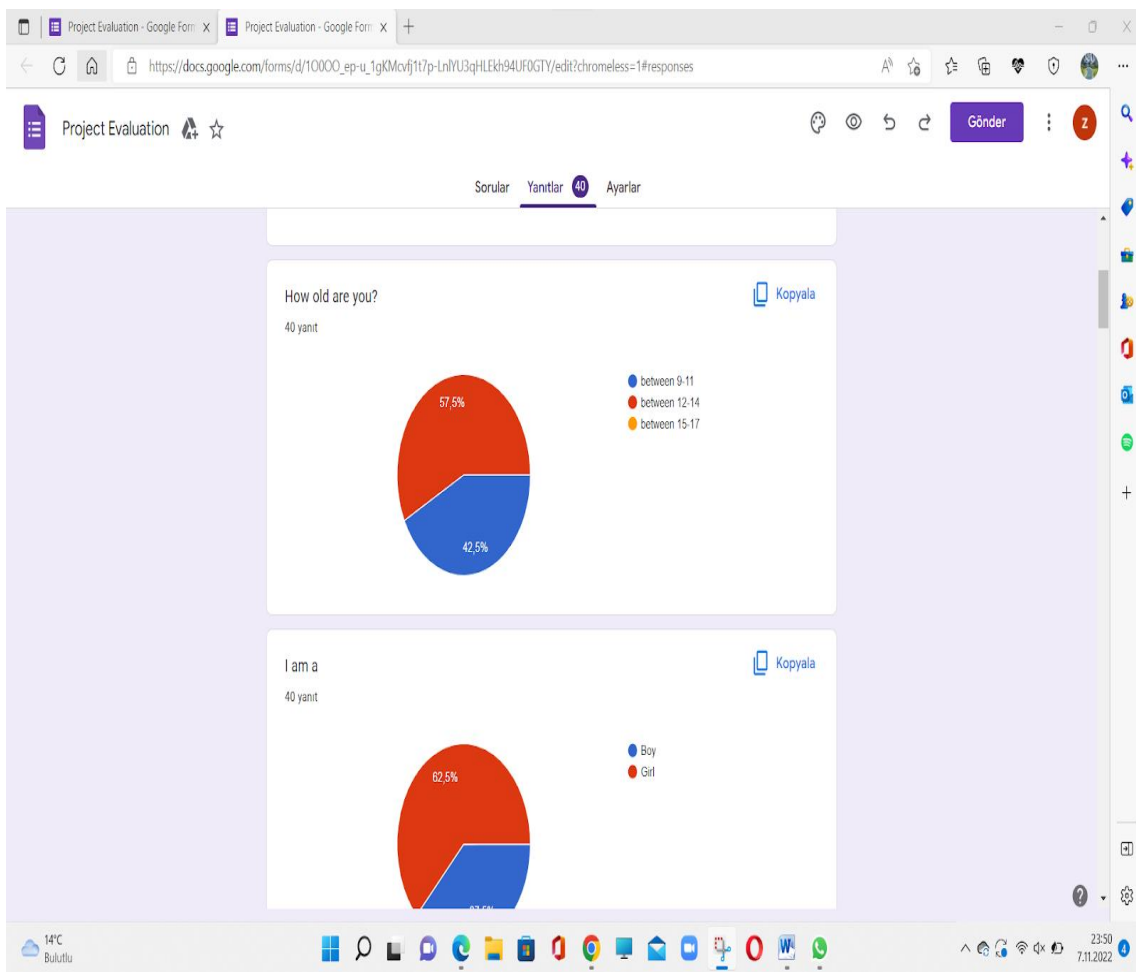 Project Evaluation - Google Form
Project Evaluation - Google Form
https://docs.google.com/forms/d/1O0OO_ep-u_1gKMcvfj1t7p-LnlYU3qHLEkh94UF0GTY/edit?chromeless=1#responses
Project Evaluation
Gönder
Z
Sorular Yanıtlar 40 Ayarlar
How old are you?
Kopyala
40 yanıt
57,5%
42,5%
between 9-11
between 12-14
between 15-17
I am a
Kopyala
40 yanıt
62,5%
Boy
Girl
14°C
Bulutlu
23:50
7.11.2022
4